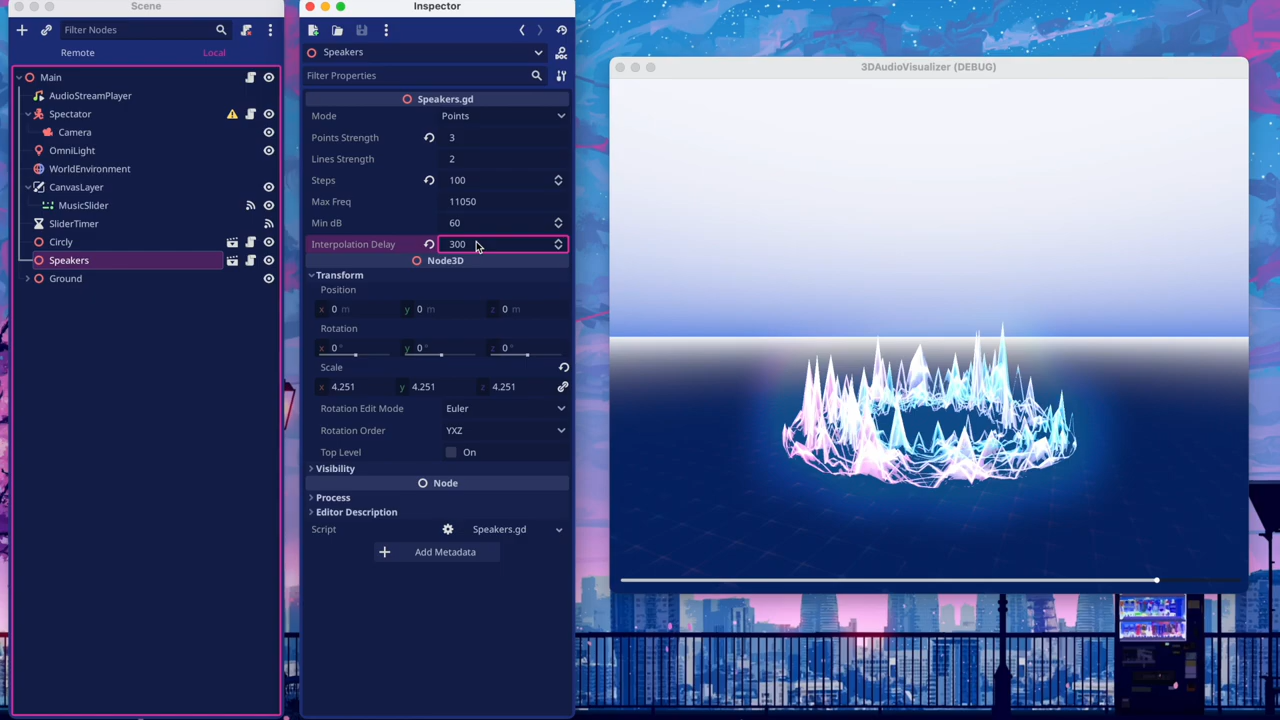 Scene
Filter Nodes
Remote Local
Main
AudioStreamPlayer
Spectator
Camera
OmniLight
WorldEnvironment
CanvasLayer
MusicSlider
SliderTimer
Circly
Speakers
Ground
Inspector
Speakers
Filter Properties
Speakers.gd
Mode Points
Points Strength 3
Lines Strength 2
Steps 100
Max Freq 11050
Min dB 60
Interpolation Delay 300
Node3D
Transform
Position
x 0 m y 0 m z 0 m
Rotation
x 0° y 0° z 0°
Scale
x 4.251 y 4.251 z 4.251
Rotation Edit Mode Euler
Rotation Order YXZ
Top Level On
Visibility
Node
Process
Editor Description
Script Speakers.gd
Add Metadata
3DAudioVisualizer (DEBUG)